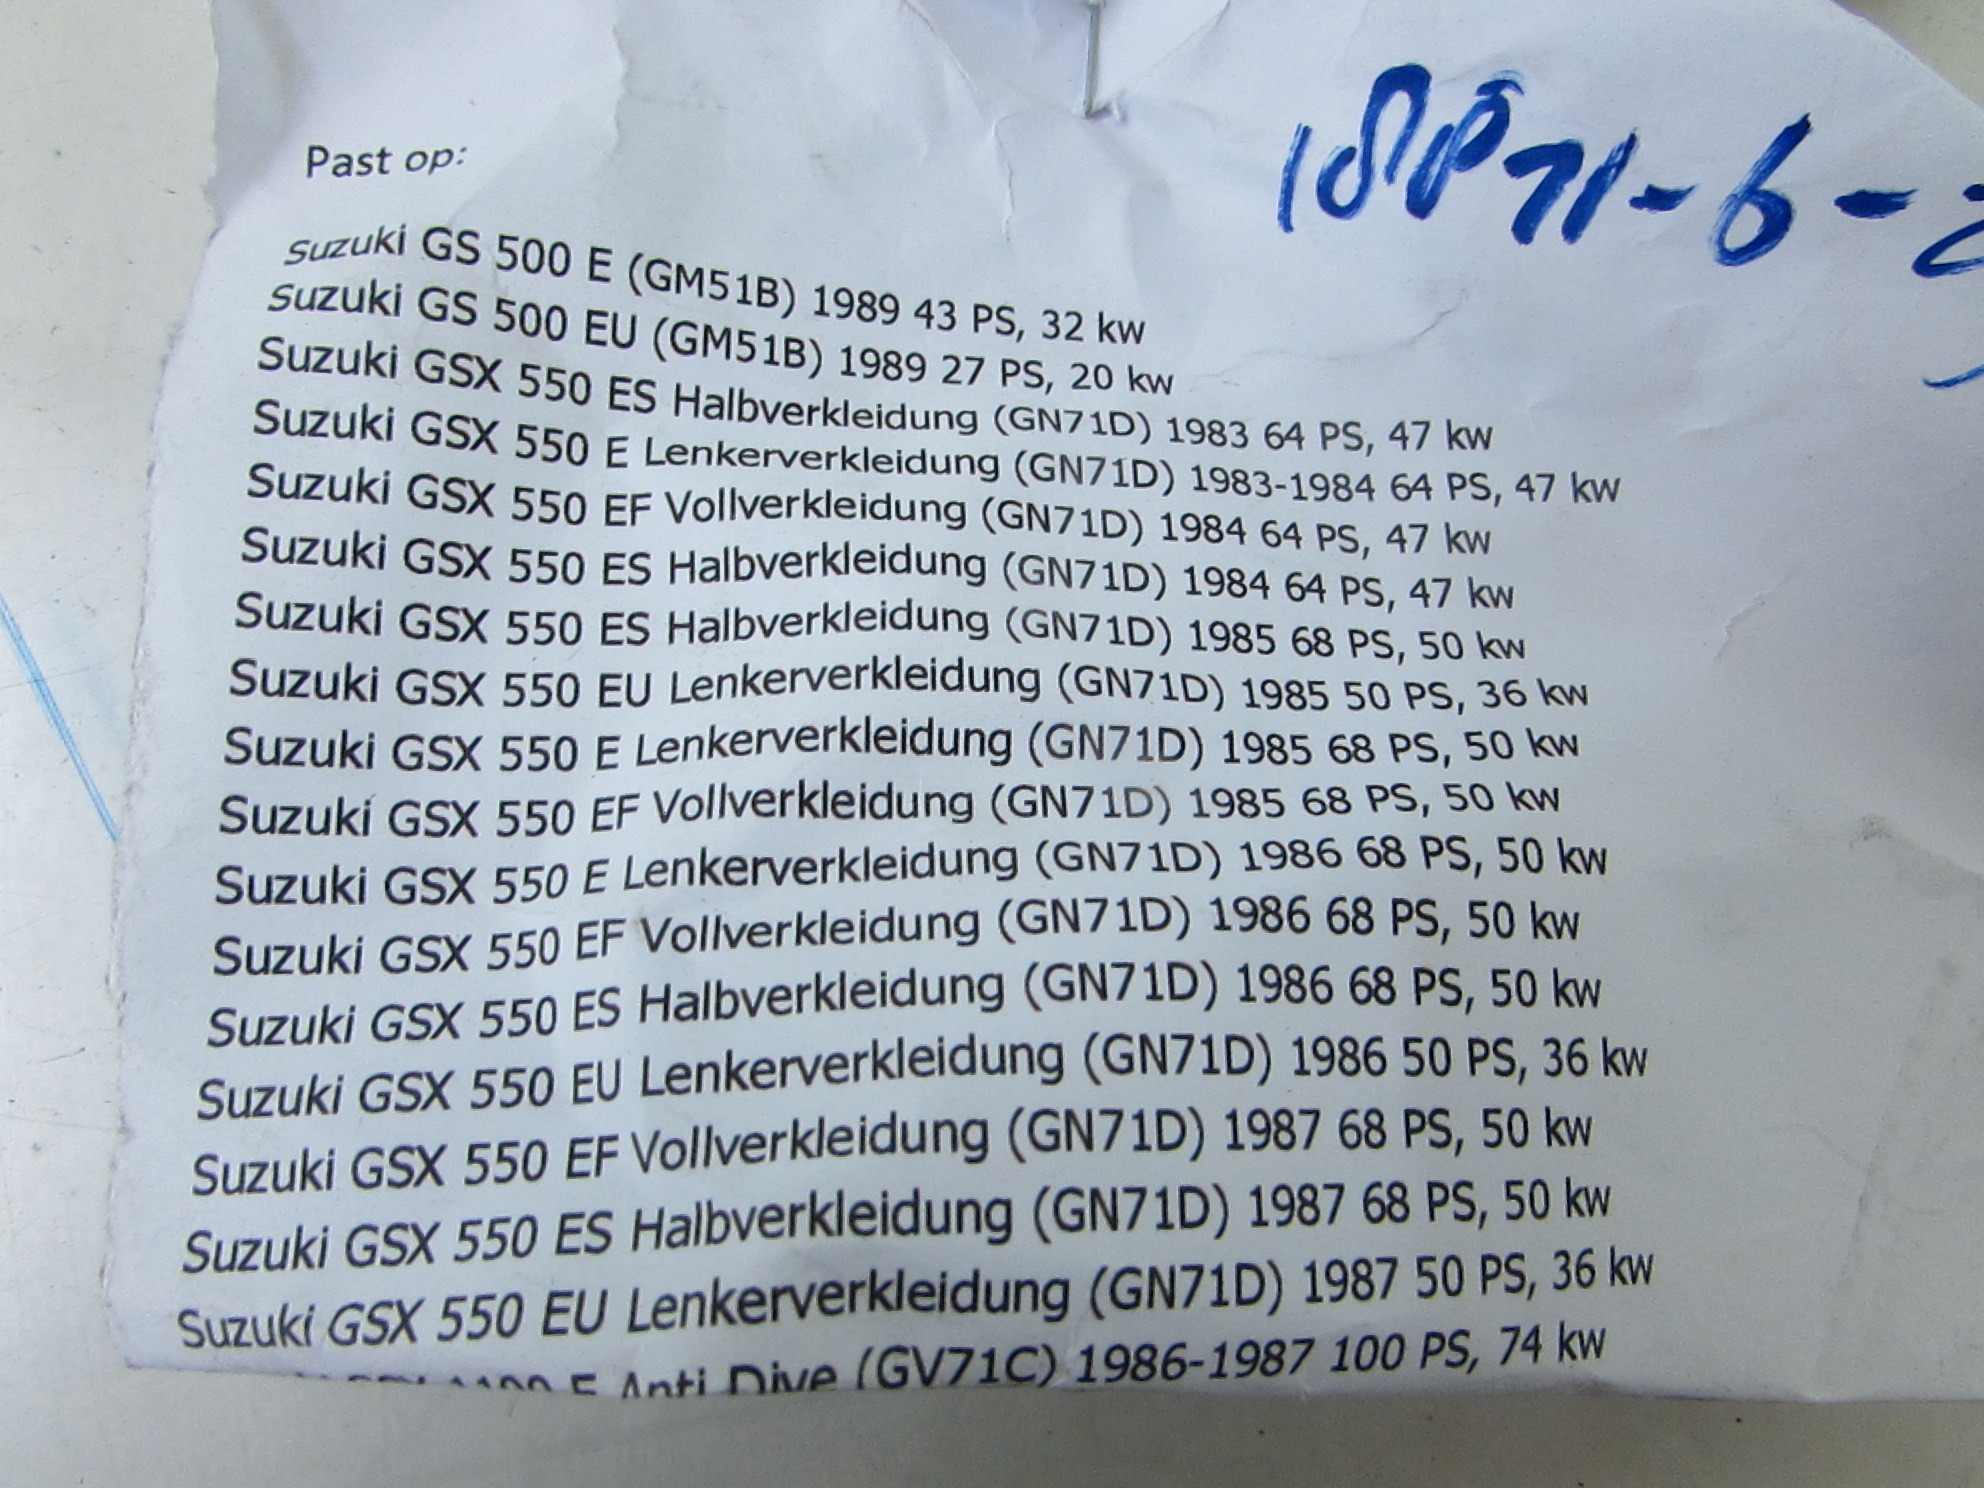 Past op:
Suzuki GS 500 E (GM51B) 1989 43 PS, 32 kw
Suzuki GS 500 EU (GM51B) 1989 27 PS, 20 kw
Suzuki GSX 550 ES Halbverkleidung (GN71D) 1983 64 PS, 47 kw
Suzuki GSX 550 E Lenkerverkleidung (GN71D) 1983-1984 64 PS, 47 kw
Suzuki GSX 550 EF Vollverkleidung (GN71D) 1984 64 PS, 47 kw
Suzuki GSX 550 ES Halbverkleidung (GN71D) 1984 64 PS, 47 kw
Suzuki GSX 550 ES Halbverkleidung (GN71D) 1985 68 PS, 50 kw
Suzuki GSX 550 EU Lenkerverkleidung (GN71D) 1985 50 PS, 36 kw
Suzuki GSX 550 E Lenkerverkleidung (GN71D) 1985 68 PS, 50 kw
Suzuki GSX 550 EF Vollverkleidung (GN71D) 1985 68 PS, 50 kw
Suzuki GSX 550 E Lenkerverkleidung (GN71D) 1986 68 PS, 50 kw
Suzuki GSX 550 EF Vollverkleidung (GN71D) 1986 68 PS, 50 kw
Suzuki GSX 550 ES Halbverkleidung (GN71D) 1986 68 PS, 50 kw
Suzuki GSX 550 EU Lenkerverkleidung (GN71D) 1986 50 PS, 36 kw
Suzuki GSX 550 EF Vollverkleidung (GN71D) 1987 68 PS, 50 kw
Suzuki GSX 550 ES Halbverkleidung (GN71D) 1987 68 PS, 50 kw
Suzuki GSX 550 EU Lenkerverkleidung (GN71D) 1987 50 PS, 36 kw
E Anti Dive (GV71C) 1986-1987 100 PS, 74 kw